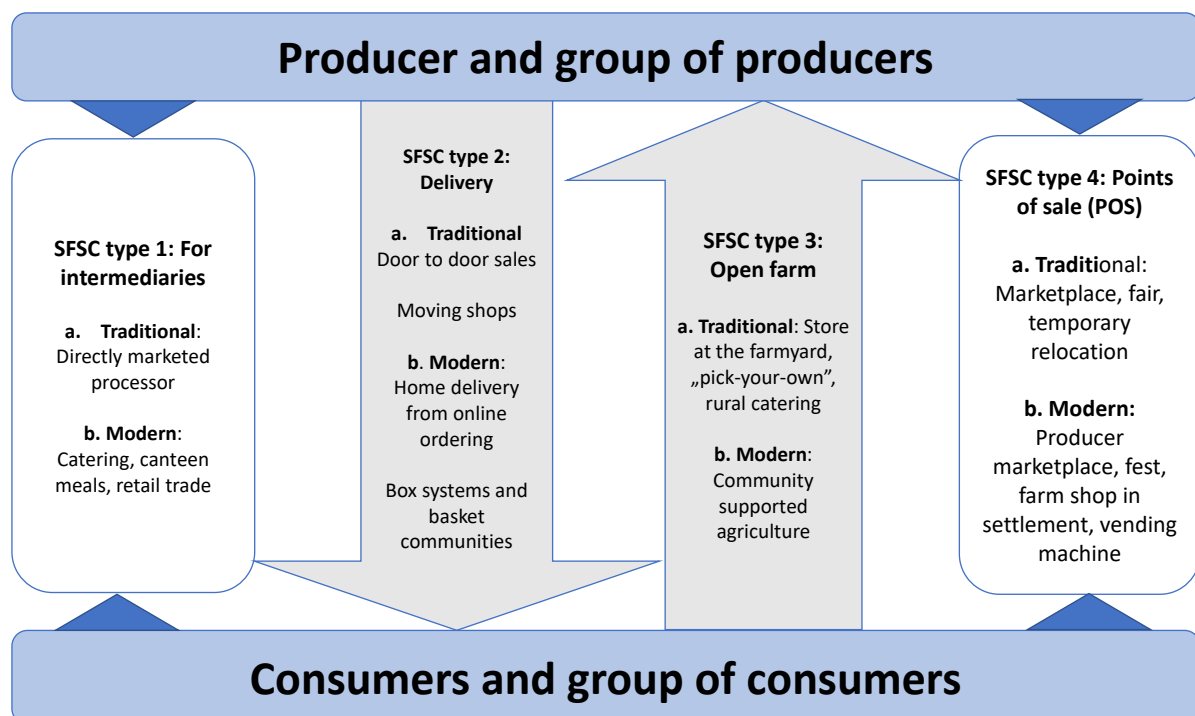 Producer and group of producers
SFSC type 1: For
intermediaries
a. Traditional:
Directly marketed
processor
b. Modern:
Catering, canteen
meals, retail trade
SFSC type 2:
Delivery
a. Traditional
Door to door sales
Moving shops
b. Modern:
Home delivery
from online
ordering
Box systems and
basket
communities
SFSC type 3:
Open farm
a. Traditional: Store
at the farmyard,
„pick-your-own”,
rural catering
b. Modern:
Community
supported
agriculture
SFSC type 4: Points
of sale (POS)
a. Traditional:
Marketplace, fair,
temporary
relocation
b. Modern:
Producer
marketplace, fest,
farm shop in
settlement, vending
machine
Consumers and group of consumers